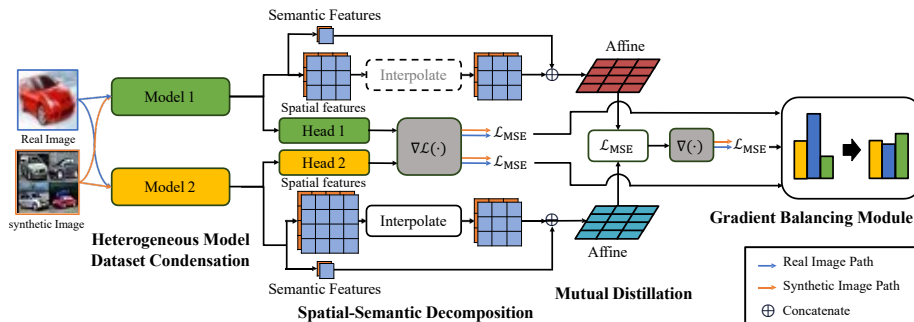 Semantic Features
Affine
Interpolate
Model 1
Real Image
Spatial features
Head 1
∇ℒ(·)
ℒMSE
ℒMSE
Head 2
Spatial features
ℒMSE
∇(·)
ℒMSE
Model 2
synthetic Image
Interpolate
Gradient Balancing Module
Heterogeneous Model
Dataset Condensation
Affine
Semantic Features
Mutual Distillation
Spatial-Semantic Decomposition
Real Image Path
Synthetic Image Path
Concatenate